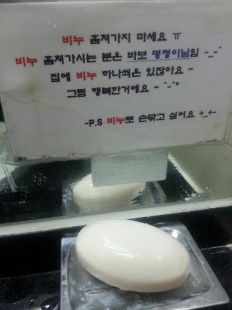 비누 훔쳐가지 마세요 ㅠ
비누 훔쳐가시는 분은 바보 멍청이님임 -_-^
집에 비누 하나씩은 있잖아요 ~
그럼 행복한거에요 ~ ^-^*
-P.S 비누로 손닦고 싶어요 +_+-